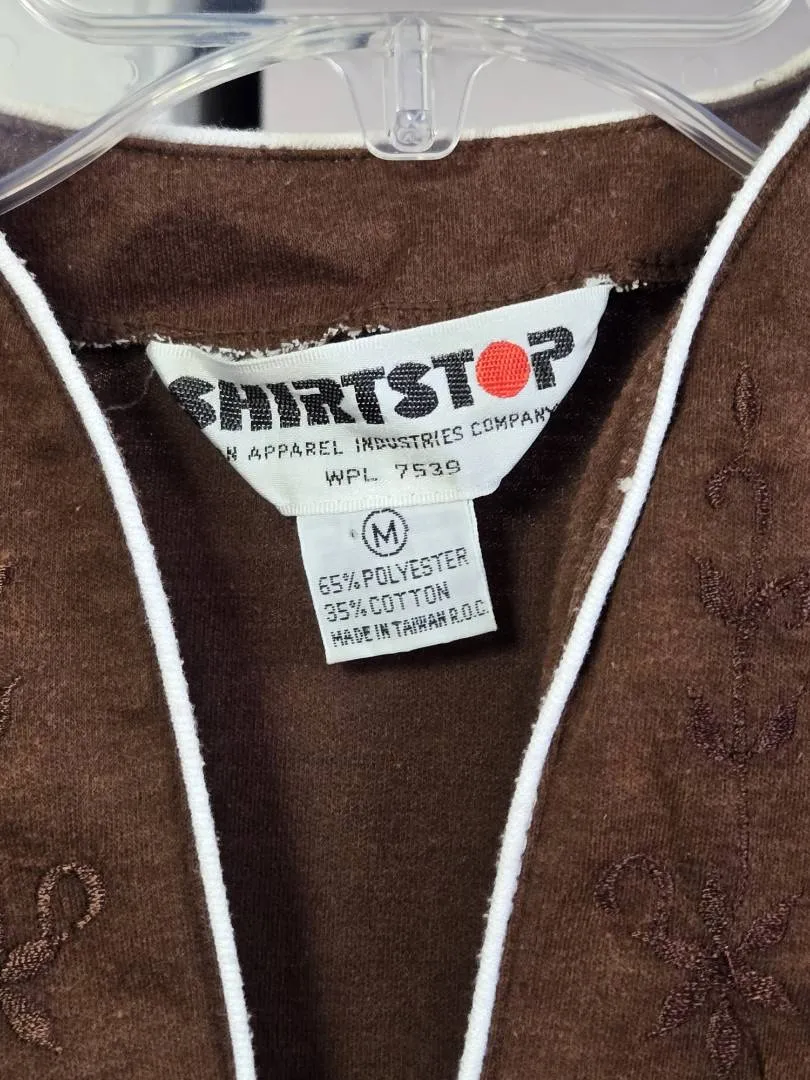 SHIRTSTOP
N APPAREL INDUSTRIES COMPANY
WPL 7539
M
65% POLYESTER
35% COTTON
MADE IN TAIWAN R.O.C.